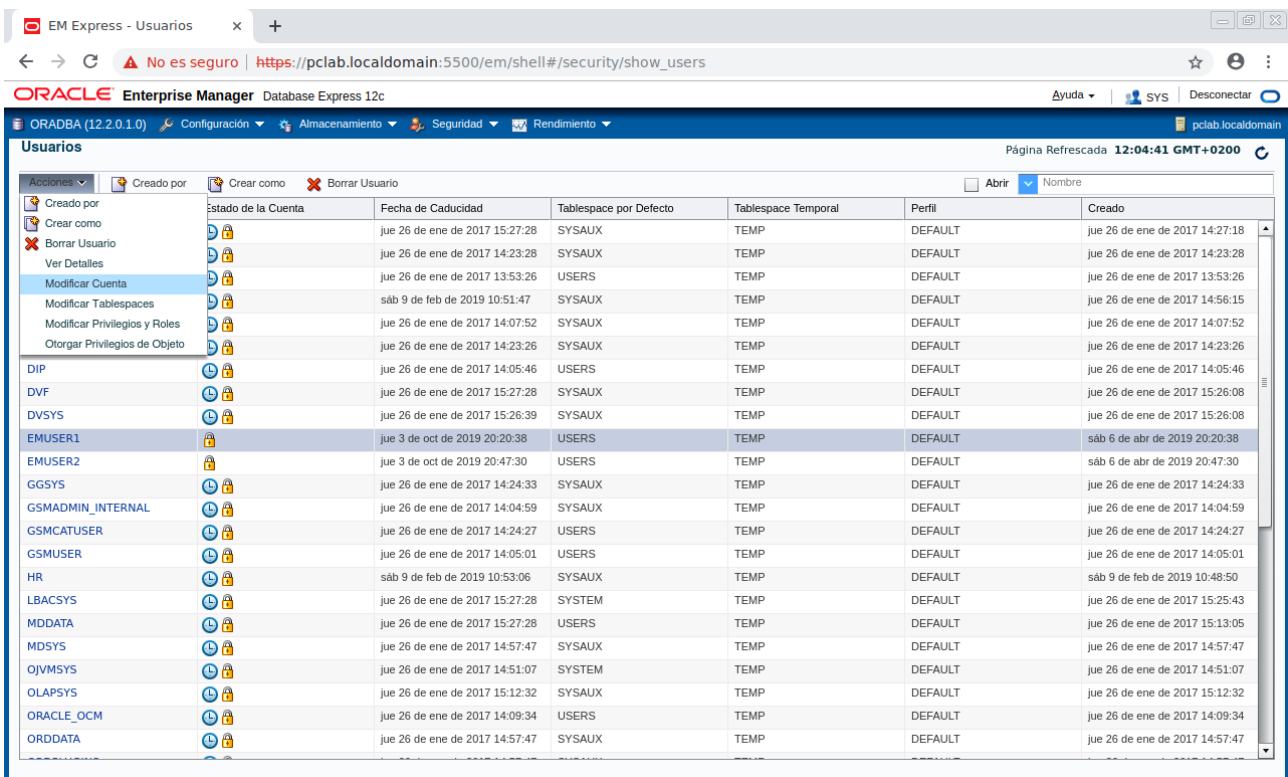 EM Express - Usuarios × +
No es seguro | https://pclab.localdomain:5500/em/shell#/security/show_users
ORACLE Enterprise Manager Database Express 12c Ayuda SYS Desconectar
ORADBA (12.2.0.1.0) Configuración Almacenamiento Seguridad Rendimiento pclab.localdomain
Usuarios Página Refrescada 12:04:41 GMT+0200
Acciones Creado por Crear como Borrar Usuario Abrir Nombre
Estado de la Cuenta Fecha de Caducidad Tablespace por Defecto Tablespace Temporal Perfil Creado
Creado por
Crear como
Borrar Usuario
Ver Detalles
Modificar Cuenta
Modificar Tablespaces
Modificar Privilegios y Roles
Otorgar Privilegios de Objeto
jue 26 de ene de 2017 15:27:28 SYSAUX TEMP DEFAULT jue 26 de ene de 2017 14:27:18
jue 26 de ene de 2017 14:23:28 SYSAUX TEMP DEFAULT jue 26 de ene de 2017 14:23:28
jue 26 de ene de 2017 13:53:26 USERS TEMP DEFAULT jue 26 de ene de 2017 13:53:26
sáb 9 de feb de 2019 10:51:47 SYSAUX TEMP DEFAULT jue 26 de ene de 2017 14:56:15
jue 26 de ene de 2017 14:07:52 SYSAUX TEMP DEFAULT jue 26 de ene de 2017 14:07:52
jue 26 de ene de 2017 14:23:26 SYSAUX TEMP DEFAULT jue 26 de ene de 2017 14:23:26
DIP jue 26 de ene de 2017 14:05:46 USERS TEMP DEFAULT jue 26 de ene de 2017 14:05:46
DVF jue 26 de ene de 2017 15:27:28 SYSAUX TEMP DEFAULT jue 26 de ene de 2017 15:26:08
DVSYS jue 26 de ene de 2017 15:26:39 SYSAUX TEMP DEFAULT jue 26 de ene de 2017 15:26:08
EMUSER1 jue 3 de oct de 2019 20:20:38 USERS TEMP DEFAULT sáb 6 de abr de 2019 20:20:38
EMUSER2 jue 3 de oct de 2019 20:47:30 USERS TEMP DEFAULT sáb 6 de abr de 2019 20:47:30
GGSYS jue 26 de ene de 2017 14:24:33 SYSAUX TEMP DEFAULT jue 26 de ene de 2017 14:24:33
GSMADMIN_INTERNAL jue 26 de ene de 2017 14:04:59 SYSAUX TEMP DEFAULT jue 26 de ene de 2017 14:04:59
GSMCATUSER jue 26 de ene de 2017 14:24:27 USERS TEMP DEFAULT jue 26 de ene de 2017 14:24:27
GSMUSER jue 26 de ene de 2017 14:05:01 USERS TEMP DEFAULT jue 26 de ene de 2017 14:05:01
HR sáb 9 de feb de 2019 10:53:06 SYSAUX TEMP DEFAULT sáb 9 de feb de 2019 10:48:50
LBACSYS jue 26 de ene de 2017 15:27:28 SYSTEM TEMP DEFAULT jue 26 de ene de 2017 15:25:43
MDDATA jue 26 de ene de 2017 15:27:28 USERS TEMP DEFAULT jue 26 de ene de 2017 15:13:05
MDSYS jue 26 de ene de 2017 14:57:47 SYSAUX TEMP DEFAULT jue 26 de ene de 2017 14:57:47
OJVMSYS jue 26 de ene de 2017 14:51:07 SYSTEM TEMP DEFAULT jue 26 de ene de 2017 14:51:07
OLAPSYS jue 26 de ene de 2017 15:12:32 SYSAUX TEMP DEFAULT jue 26 de ene de 2017 15:12:32
ORACLE_OCM jue 26 de ene de 2017 14:09:34 USERS TEMP DEFAULT jue 26 de ene de 2017 14:09:34
ORDDATA jue 26 de ene de 2017 14:57:47 SYSAUX TEMP DEFAULT jue 26 de ene de 2017 14:57:47